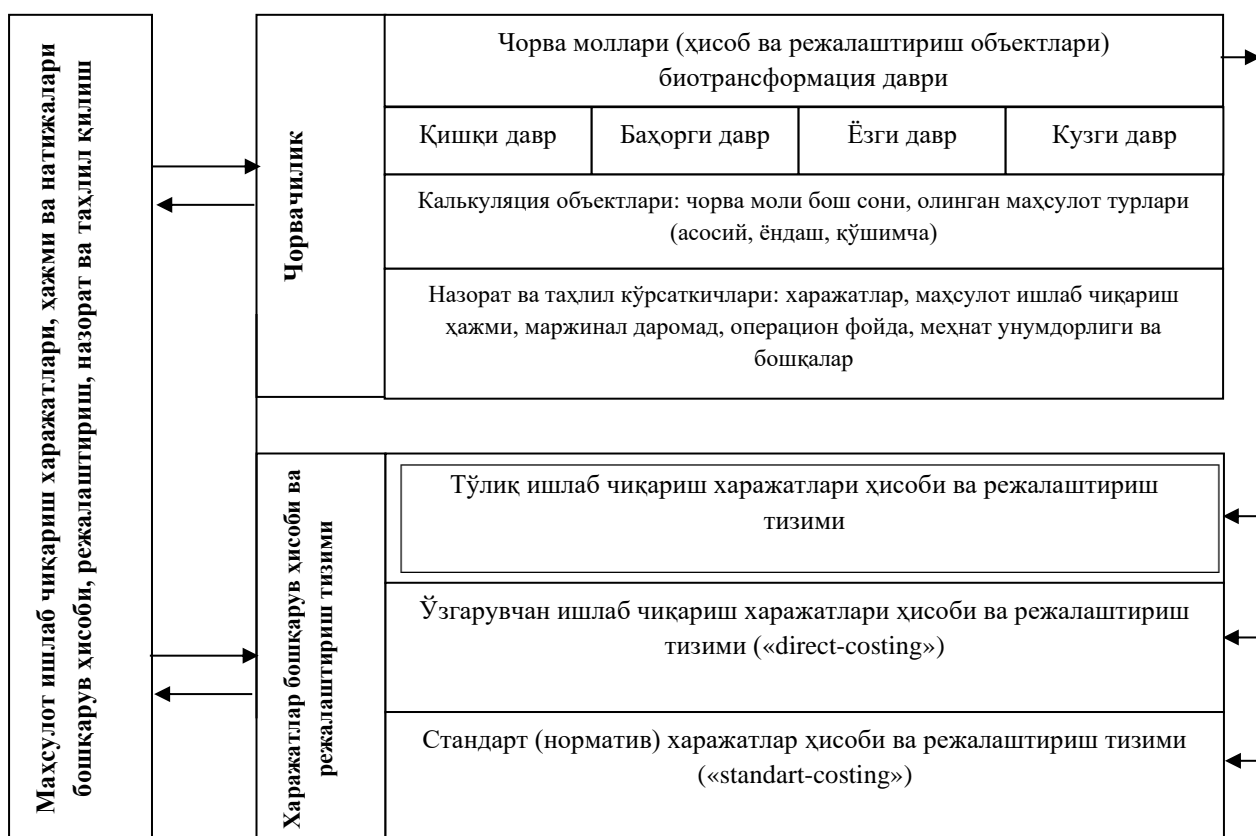 Маҳсулот ишлаб чиқариш харажатлари, ҳажми ва натижалари
бошқарув ҳисоби, режалаштириш, назорат ва таҳлил қилиш
Чорвачилик
Чорва моллари (ҳисоб ва режалаштириш объектлари)
биотрансформация даври
Қишки давр
Баҳорги давр
Ёзги давр
Кузги давр
Калькуляция объектлари: чорва моли бош сони, олинган маҳсулот турлари
(асосий, ёндаш, қўшимча)
Назорат ва таҳлил кўрсаткичлари: харажатлар, маҳсулот ишлаб чиқариш
ҳажми, маржинал даромад, операцион фойда, меҳнат унумдорлиги ва
бошқалар
Харажатлар бошқарув ҳисоби ва
режалаштириш тизими
Тўлиқ ишлаб чиқариш харажатлари ҳисоби ва режалаштириш
тизими
Ўзгарувчан ишлаб чиқариш харажатлари ҳисоби ва режалаштириш
тизими («direct-costing»)
Стандарт (норматив) харажатлар ҳисоби ва режалаштириш тизими
(«standart-costing»)